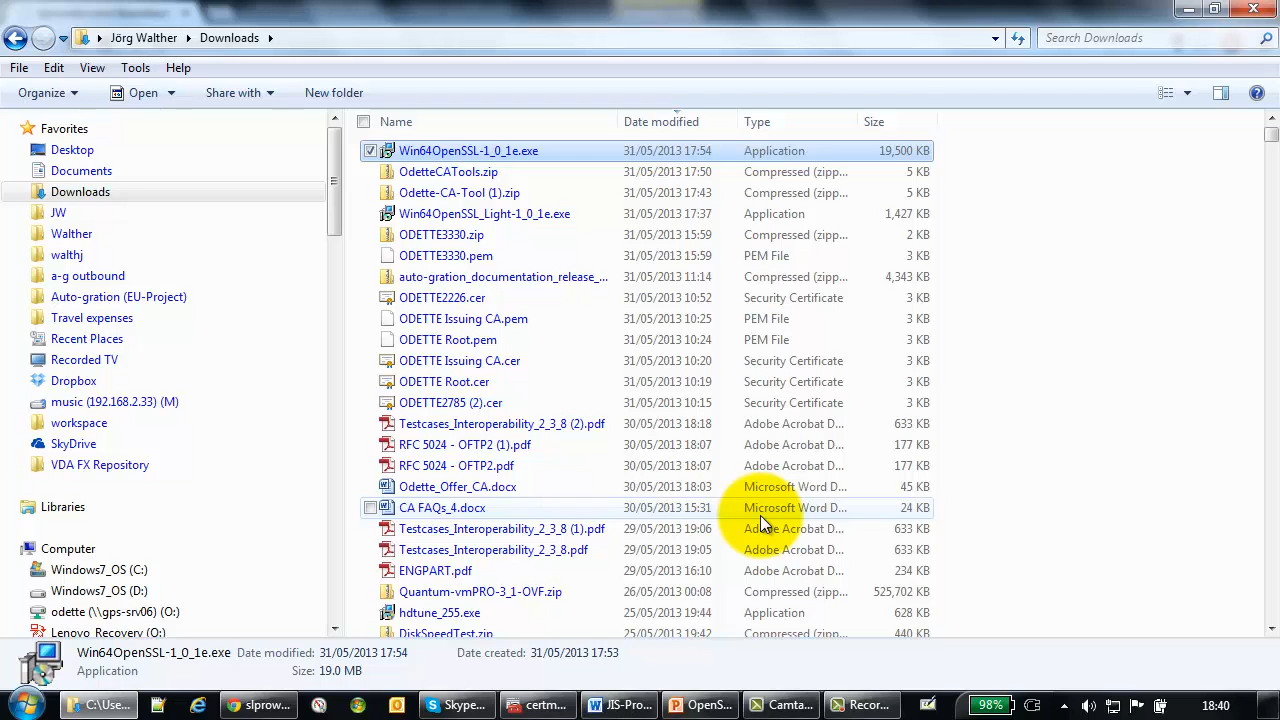 Jörg Walther Downloads Search Downloads
File Edit View Tools Help
Organize Open Share with New folder
Name Date modified Type Size
Favorites
Desktop
Documents
Downloads
JW
Walther
walthj
a-g outbound
Auto-gration (EU-Project)
Travel expenses
Recent Places
Recorded TV
Dropbox
music (192.168.2.33) (M)
workspace
SkyDrive
VDA FX Repository
Libraries
Computer
Windows7_OS (C:)
Windows7_OS (D:)
odette (\\gps-srv06) (O:)
Lenovo_Recovery (Q:)
Win64OpenSSL-1_0_1e.exe 31/05/2013 17:54 Application 19,500 KB
OdetteCATools.zip 31/05/2013 17:50 Compressed (zipp... 5 KB
Odette-CA-Tool (1).zip 31/05/2013 17:43 Compressed (zipp... 5 KB
Win64OpenSSL_Light-1_0_1e.exe 31/05/2013 17:37 Application 1,427 KB
ODETTE3330.zip 31/05/2013 15:59 Compressed (zipp... 2 KB
ODETTE3330.pem 31/05/2013 15:59 PEM File 3 KB
auto-gration_documentation_release_... 31/05/2013 11:14 Compressed (zipp... 4,343 KB
ODETTE2226.cer 31/05/2013 10:52 Security Certificate 3 KB
ODETTE Issuing CA.pem 31/05/2013 10:25 PEM File 3 KB
ODETTE Root.pem 31/05/2013 10:24 PEM File 3 KB
ODETTE Issuing CA.cer 31/05/2013 10:20 Security Certificate 3 KB
ODETTE Root.cer 31/05/2013 10:19 Security Certificate 3 KB
ODETTE2785 (2).cer 31/05/2013 10:15 Security Certificate 3 KB
Testcases_Interoperability_2_3_8 (2).pdf 30/05/2013 18:18 Adobe Acrobat D... 633 KB
RFC 5024 - OFTP2 (1).pdf 30/05/2013 18:07 Adobe Acrobat D... 177 KB
RFC 5024 - OFTP2.pdf 30/05/2013 18:07 Adobe Acrobat D... 177 KB
Odette_Offer_CA.docx 30/05/2013 18:03 Microsoft Word D... 45 KB
CA FAQs_4.docx 30/05/2013 15:31 Microsoft Word D... 24 KB
Testcases_Interoperability_2_3_8 (1).pdf 29/05/2013 19:06 Adobe Acrobat D... 633 KB
Testcases_Interoperability_2_3_8.pdf 29/05/2013 19:05 Adobe Acrobat D... 633 KB
ENGPART.pdf 29/05/2013 16:10 Adobe Acrobat D... 234 KB
Quantum-vmPRO-3_1-OVF.zip 26/05/2013 00:08 Compressed (zipp... 525,702 KB
hdtune_255.exe 25/05/2013 19:44 Application 628 KB
DiskSpeedTest.zip 25/05/2013 19:42 Compressed (zipp... 440 KB
Win64OpenSSL-1_0_1e.exe Date modified: 31/05/2013 17:54 Date created: 31/05/2013 17:53
Application Size: 19.0 MB
C:\Use... slprow... Skype... certm... JIS-Pro... OpenS... Camta... Recor... 98% 18:40